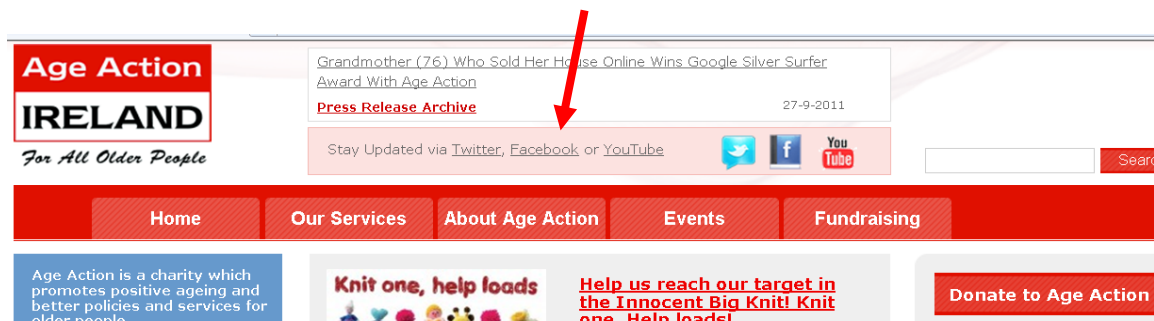 Age Action
IRELAND
For All Older People
Grandmother (76) Who Sold Her House Online Wins Google Silver Surfer
Award With Age Action
Press Release Archive 27-9-2011
Stay Updated via Twitter, Facebook or YouTube
f
You
Tube
Sear
Home Our Services About Age Action Events Fundraising
Age Action is a charity which
promotes positive ageing and
better policies and services for
older people
Knit one, help loads
Help us reach our target in
the Innocent Big Knit! Knit
one, Help loads!
Donate to Age Action